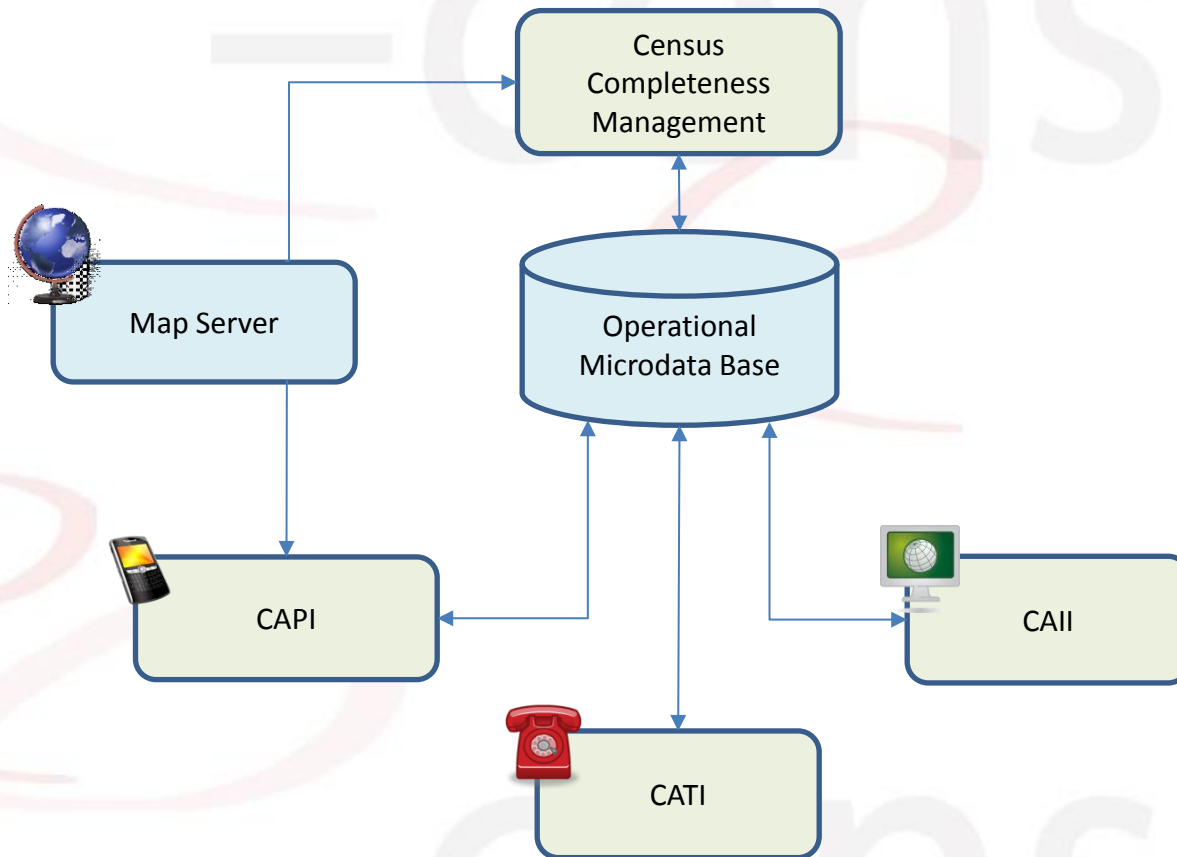 Census
Completeness
Management
Map Server
Operational
Microdata Base
CAPI
CAII
CATI